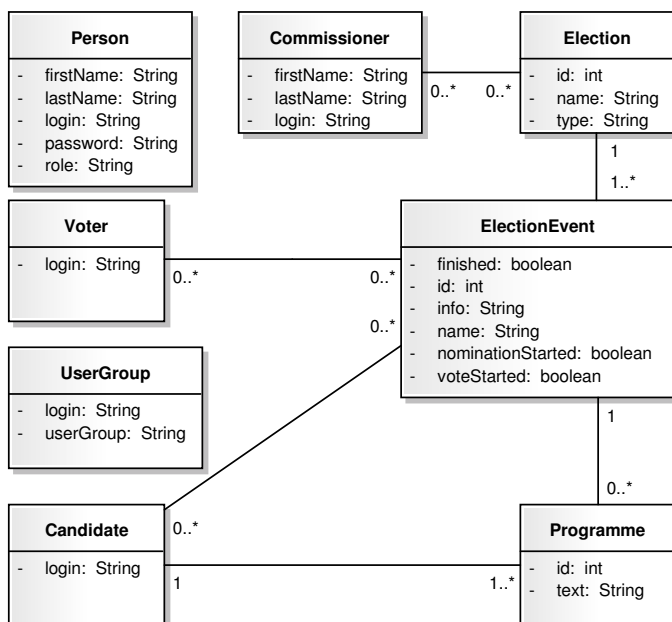 Person
- firstName: String
- lastName: String
- login: String
- password: String
- role: String
Commissioner
- firstName: String
- lastName: String
- login: String
0..*
0..*
Election
- id: int
- name: String
- type: String
1
1..*
Voter
- login: String
0..*
0..*
0..*
ElectionEvent
- finished: boolean
- id: int
- info: String
- name: String
- nominationStarted: boolean
- voteStarted: boolean
1
0..*
UserGroup
- login: String
- userGroup: String
Candidate
- login: String
0..*
1
1..*
Programme
- id: int
- text: String